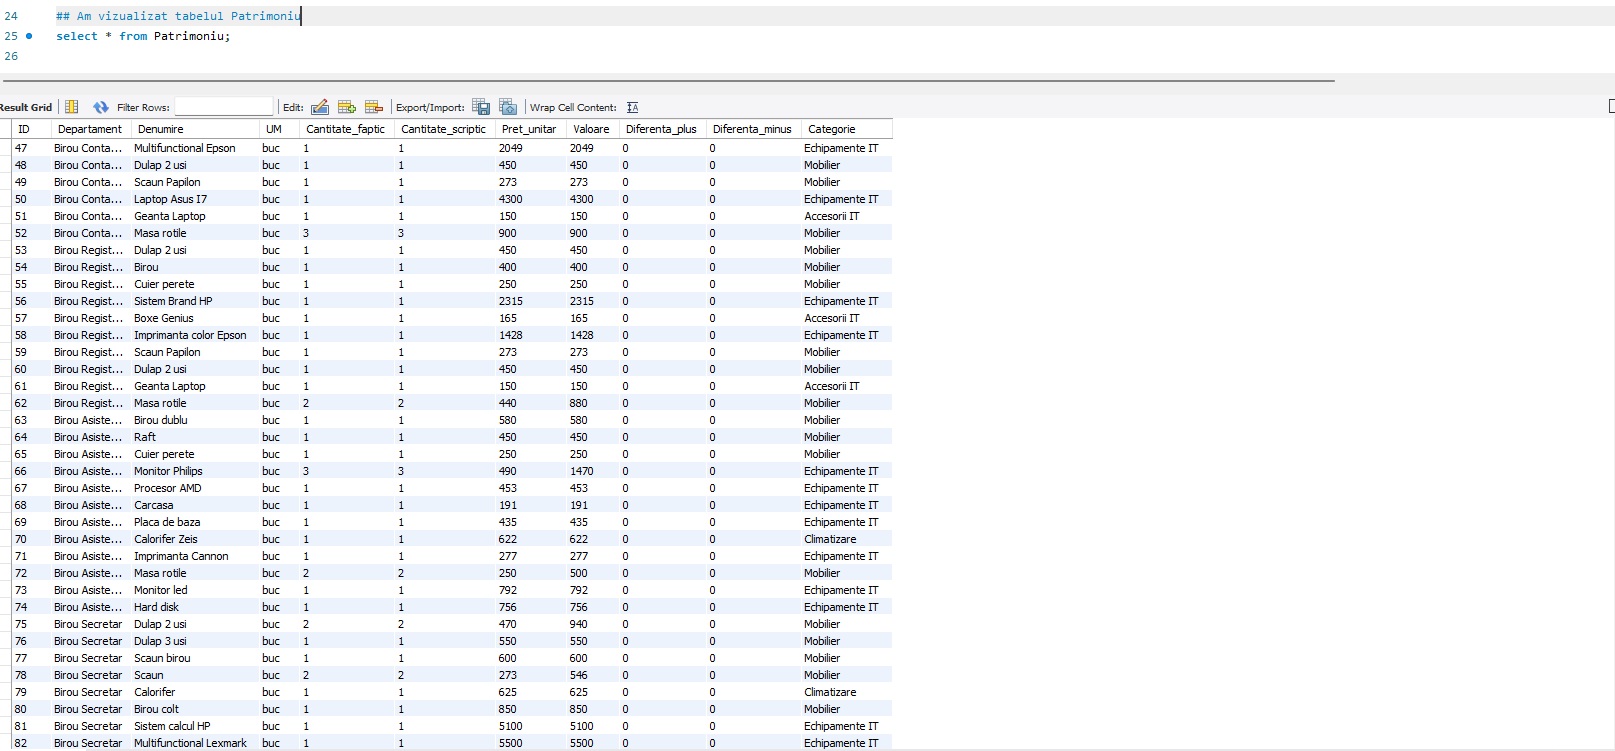 24 ## Am vizualizat tabelul Patrimoniu
25 select * from Patrimoniu;
26
Result Grid Filter Rows: Edit: Export/Import: Wrap Cell Content:
ID Departament Denumire UM Cantitate_faptic Cantitate_scriptic Pret_unitar Valoare Diferenta_plus Diferenta_minus Categorie
47 Birou Conta... Multifunctional Epson buc 1 1 2049 2049 0 0 Echipamente IT
48 Birou Conta... Dulap 2 usi buc 1 1 450 450 0 0 Mobilier
49 Birou Conta... Scaun Papilon buc 1 1 273 273 0 0 Mobilier
50 Birou Conta... Laptop Asus I7 buc 1 1 4300 4300 0 0 Echipamente IT
51 Birou Conta... Geanta Laptop buc 1 1 150 150 0 0 Accesorii IT
52 Birou Conta... Masa rotile buc 3 3 900 900 0 0 Mobilier
53 Birou Regist... Dulap 2 usi buc 1 1 450 450 0 0 Mobilier
54 Birou Regist... Birou buc 1 1 400 400 0 0 Mobilier
55 Birou Regist... Cuier perete buc 1 1 250 250 0 0 Mobilier
56 Birou Regist... Sistem Brand HP buc 1 1 2315 2315 0 0 Echipamente IT
57 Birou Regist... Boxe Genius buc 1 1 165 165 0 0 Accesorii IT
58 Birou Regist... Imprimanta color Epson buc 1 1 1428 1428 0 0 Echipamente IT
59 Birou Regist... Scaun Papilon buc 1 1 273 273 0 0 Mobilier
60 Birou Regist... Dulap 2 usi buc 1 1 450 450 0 0 Mobilier
61 Birou Regist... Geanta Laptop buc 1 1 150 150 0 0 Accesorii IT
62 Birou Regist... Masa rotile buc 2 2 440 880 0 0 Mobilier
63 Birou Asiste... Birou dublu buc 1 1 580 580 0 0 Mobilier
64 Birou Asiste... Raft buc 1 1 450 450 0 0 Mobilier
65 Birou Asiste... Cuier perete buc 1 1 250 250 0 0 Mobilier
66 Birou Asiste... Monitor Philips buc 3 3 490 1470 0 0 Echipamente IT
67 Birou Asiste... Procesor AMD buc 1 1 453 453 0 0 Echipamente IT
68 Birou Asiste... Carcasa buc 1 1 191 191 0 0 Echipamente IT
69 Birou Asiste... Placa de baza buc 1 1 435 435 0 0 Echipamente IT
70 Birou Asiste... Calorifer Zeis buc 1 1 622 622 0 0 Climatizare
71 Birou Asiste... Imprimanta Cannon buc 1 1 277 277 0 0 Echipamente IT
72 Birou Asiste... Masa rotile buc 2 2 250 500 0 0 Mobilier
73 Birou Asiste... Monitor led buc 1 1 792 792 0 0 Echipamente IT
74 Birou Asiste... Hard disk buc 1 1 756 756 0 0 Echipamente IT
75 Birou Secretar Dulap 2 usi buc 2 2 470 940 0 0 Mobilier
76 Birou Secretar Dulap 3 usi buc 1 1 550 550 0 0 Mobilier
77 Birou Secretar Scaun birou buc 1 1 600 600 0 0 Mobilier
78 Birou Secretar Scaun buc 2 2 273 546 0 0 Mobilier
79 Birou Secretar Calorifer buc 1 1 625 625 0 0 Climatizare
80 Birou Secretar Birou colt buc 1 1 850 850 0 0 Mobilier
81 Birou Secretar Sistem calcul HP buc 1 1 5100 5100 0 0 Echipamente IT
82 Birou Secretar Multifunctional Lexmark buc 1 1 5500 5500 0 0 Echipamente IT